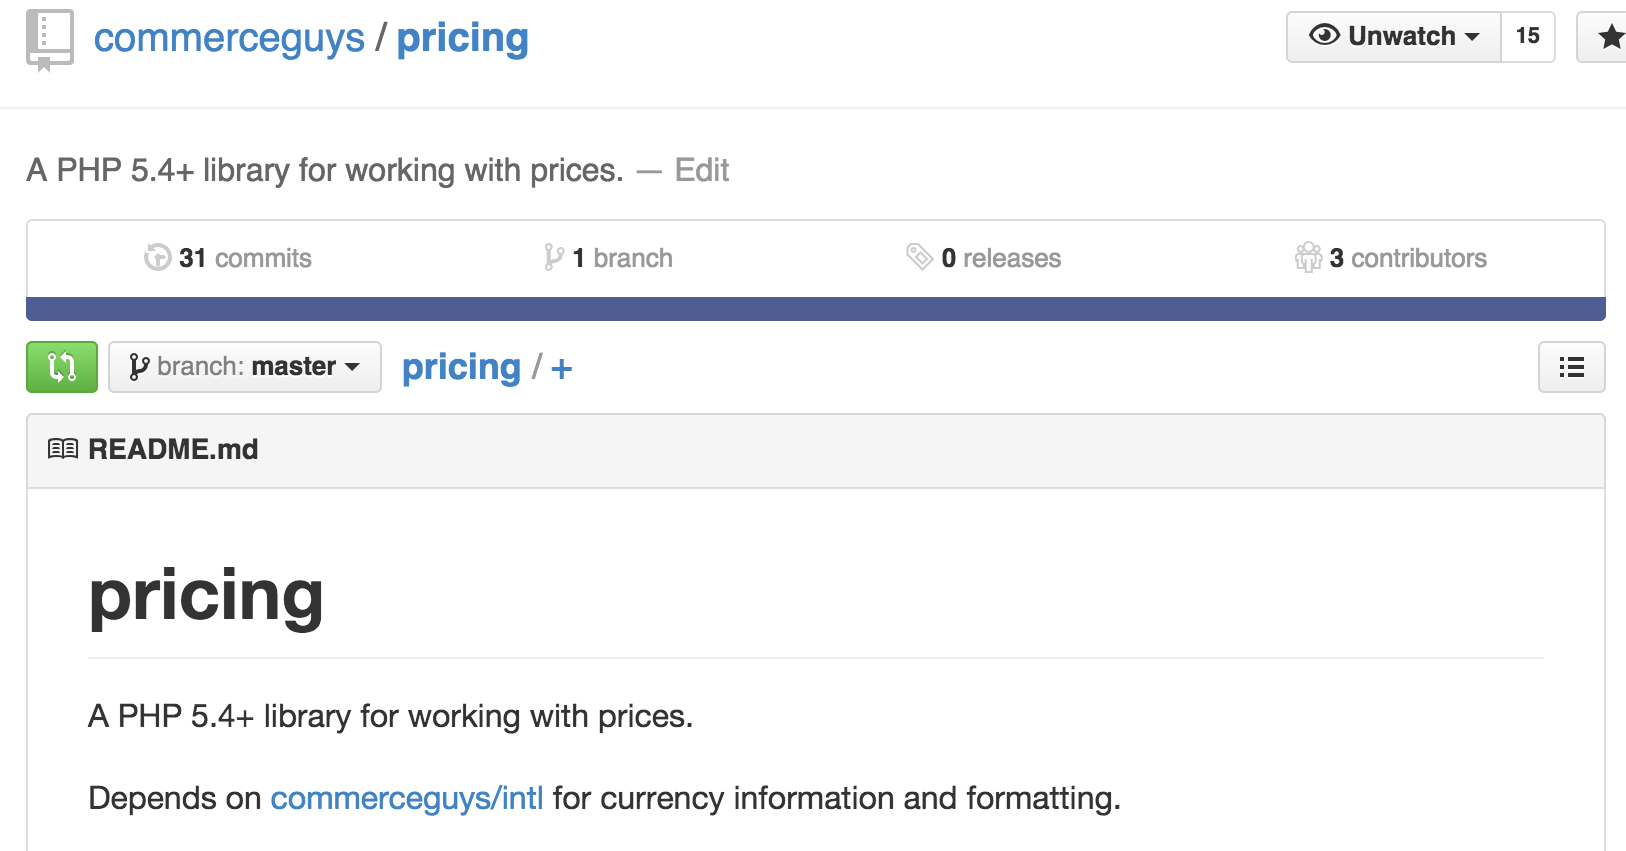 commerceguys / pricing
Unwatch 15
A PHP 5.4+ library for working with prices. — Edit
31 commits 1 branch 0 releases 3 contributors
branch: master pricing / +
README.md
pricing
A PHP 5.4+ library for working with prices.
Depends on commerceguys/intl for currency information and formatting.